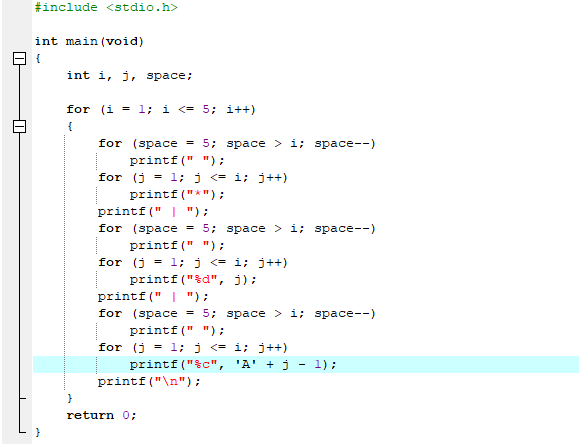 #include <stdio.h>
int main(void)
{
int i, j, space;
for (i = 1; i <= 5; i++)
{
for (space = 5; space > i; space--)
printf(" ");
for (j = 1; j <= i; j++)
printf("*");
printf(" | ");
for (space = 5; space > i; space--)
printf(" ");
for (j = 1; j <= i; j++)
printf("%d", j);
printf(" | ");
for (space = 5; space > i; space--)
printf(" ");
for (j = 1; j <= i; j++)
printf("%c", 'A' + j - 1);
printf("\n");
}
return 0;
}